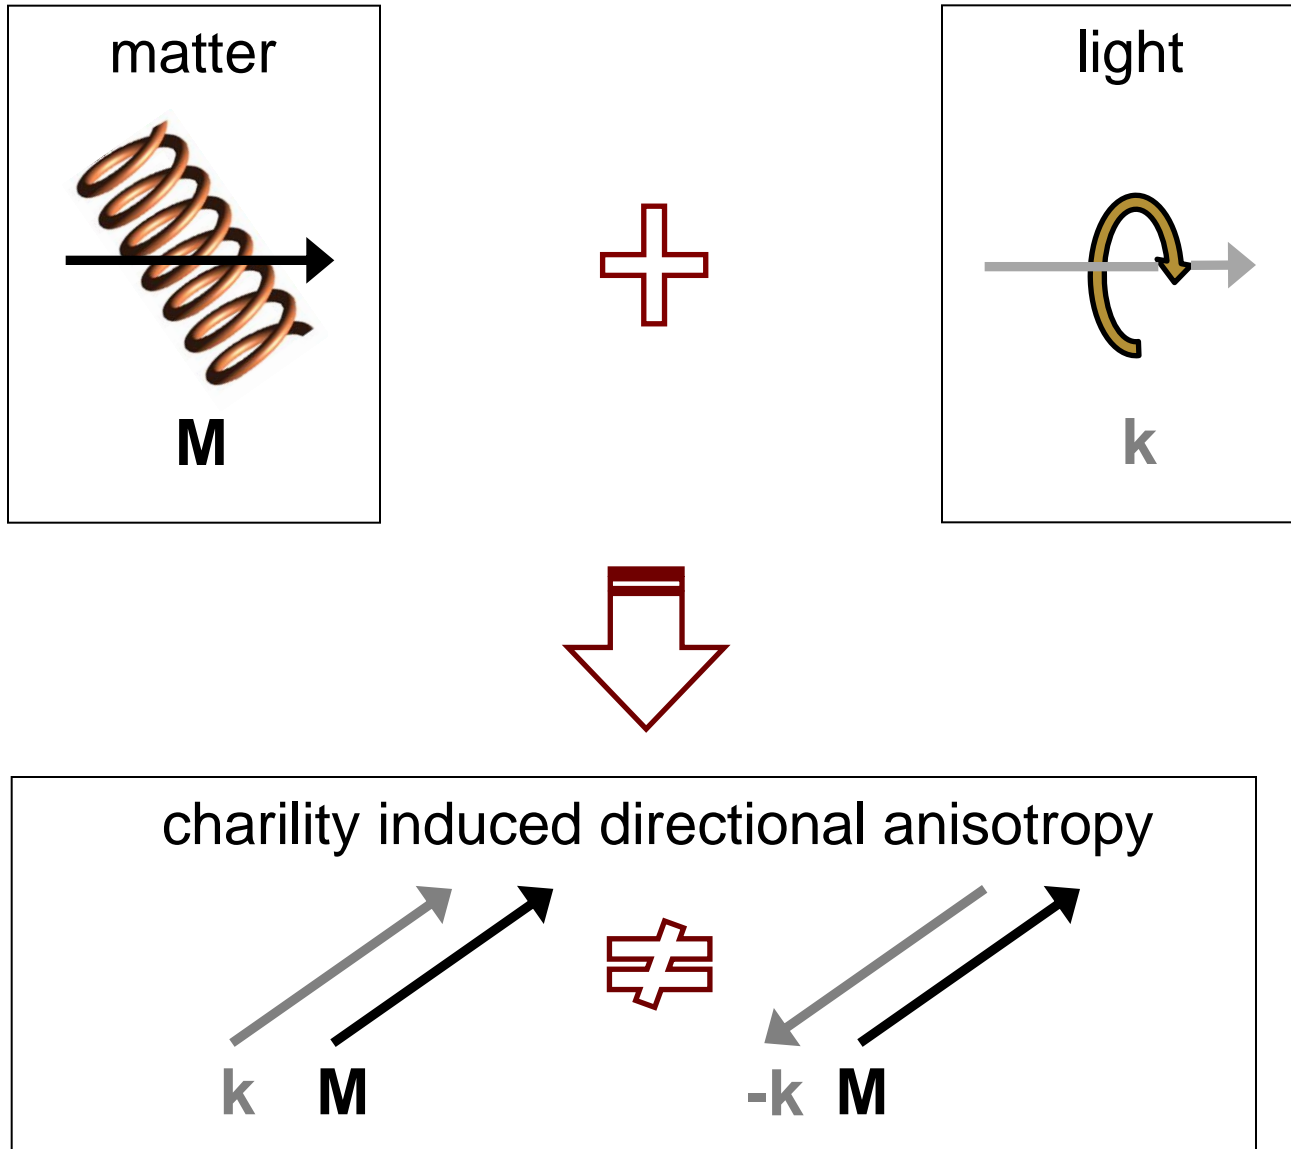 matter
light
M
k
charility induced directional anisotropy
k M
-k M